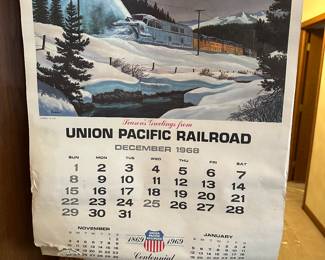 Season's Greetings from
UNION PACIFIC RAILROAD
DECEMBER 1968
SUN MON TUE WED THU FRI SAT
1 2 3 4 5 6 7
8 9 10 11 12 13 14
15 16 17 18 19 20 21
22 23 24 25 26 27 28
29 30 31
NOVEMBER
JANUARY
1869 1969
UNION PACIFIC
Centennial